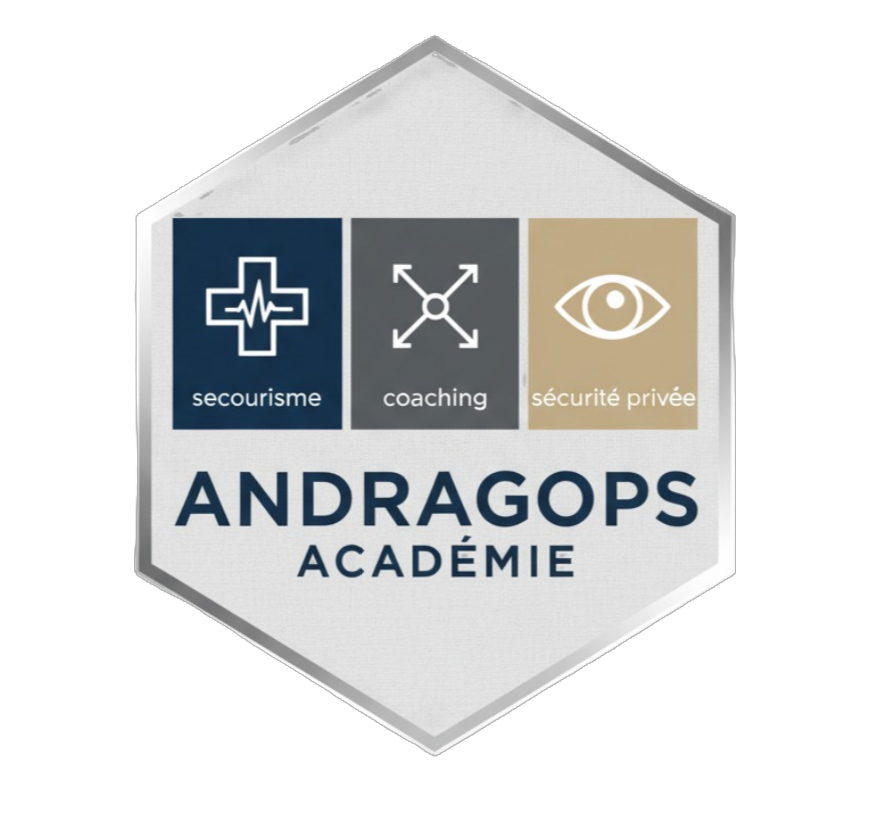 secourisme coaching sécurité privée
ANDRAGOPS
ACADÉMIE